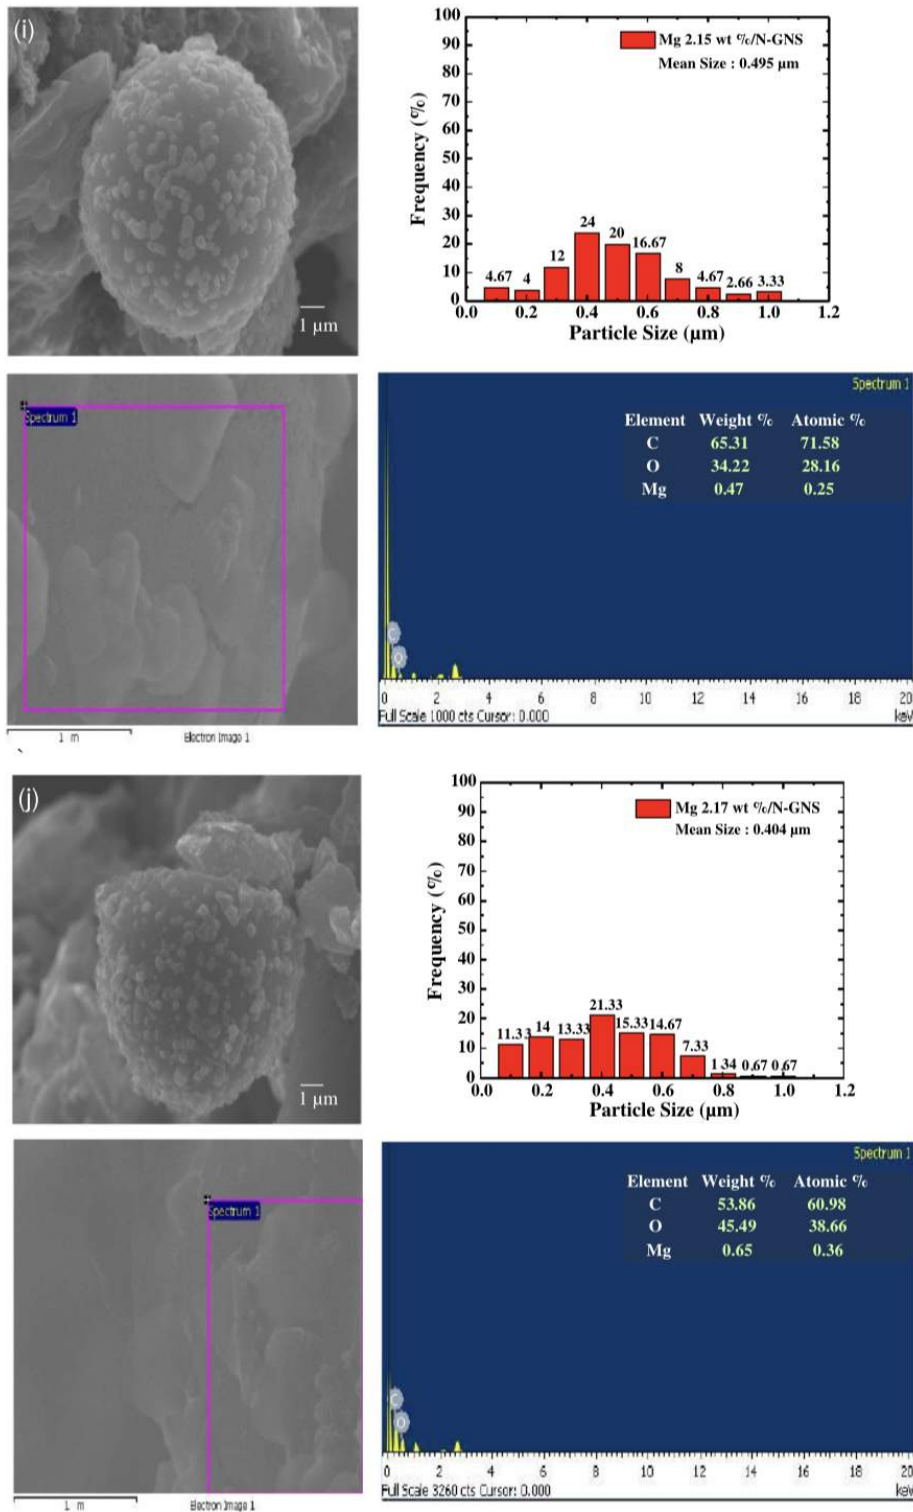 (i)
1 µm
100
90
80
70
60
50
40
30
20
10
0
Frequency (%)
Mg 2.15 wt %/N-GNS
Mean Size : 0.495 µm
4.67 4 12 24 20 16.67 8 4.67 2.66 3.33
0.0 0.2 0.4 0.6 0.8 1.0 1.2
Particle Size (µm)
Spectrum 1
1 m Electron Image 1
Spectrum 1
Element Weight % Atomic %
C 65.31 71.58
O 34.22 28.16
Mg 0.47 0.25
C
O
0 2 4 6 8 10 12 14 16 18 20
Full Scale 1000 cts Cursor: 0.000 keV
(j)
1 µm
100
90
80
70
60
50
40
30
20
10
0
Frequency (%)
Mg 2.17 wt %/N-GNS
Mean Size : 0.404 µm
11.33 14 13.33 21.33 15.33 14.67 7.33 1.34 0.67 0.67
0.0 0.2 0.4 0.6 0.8 1.0 1.2
Particle Size (µm)
Spectrum 1
1 m Electron Image 1
Spectrum 1
Element Weight % Atomic %
C 53.86 60.98
O 45.49 38.66
Mg 0.65 0.36
C
O
0 2 4 6 8 10 12 14 16 18 20
Full Scale 3260 cts Cursor: 0.000 keV